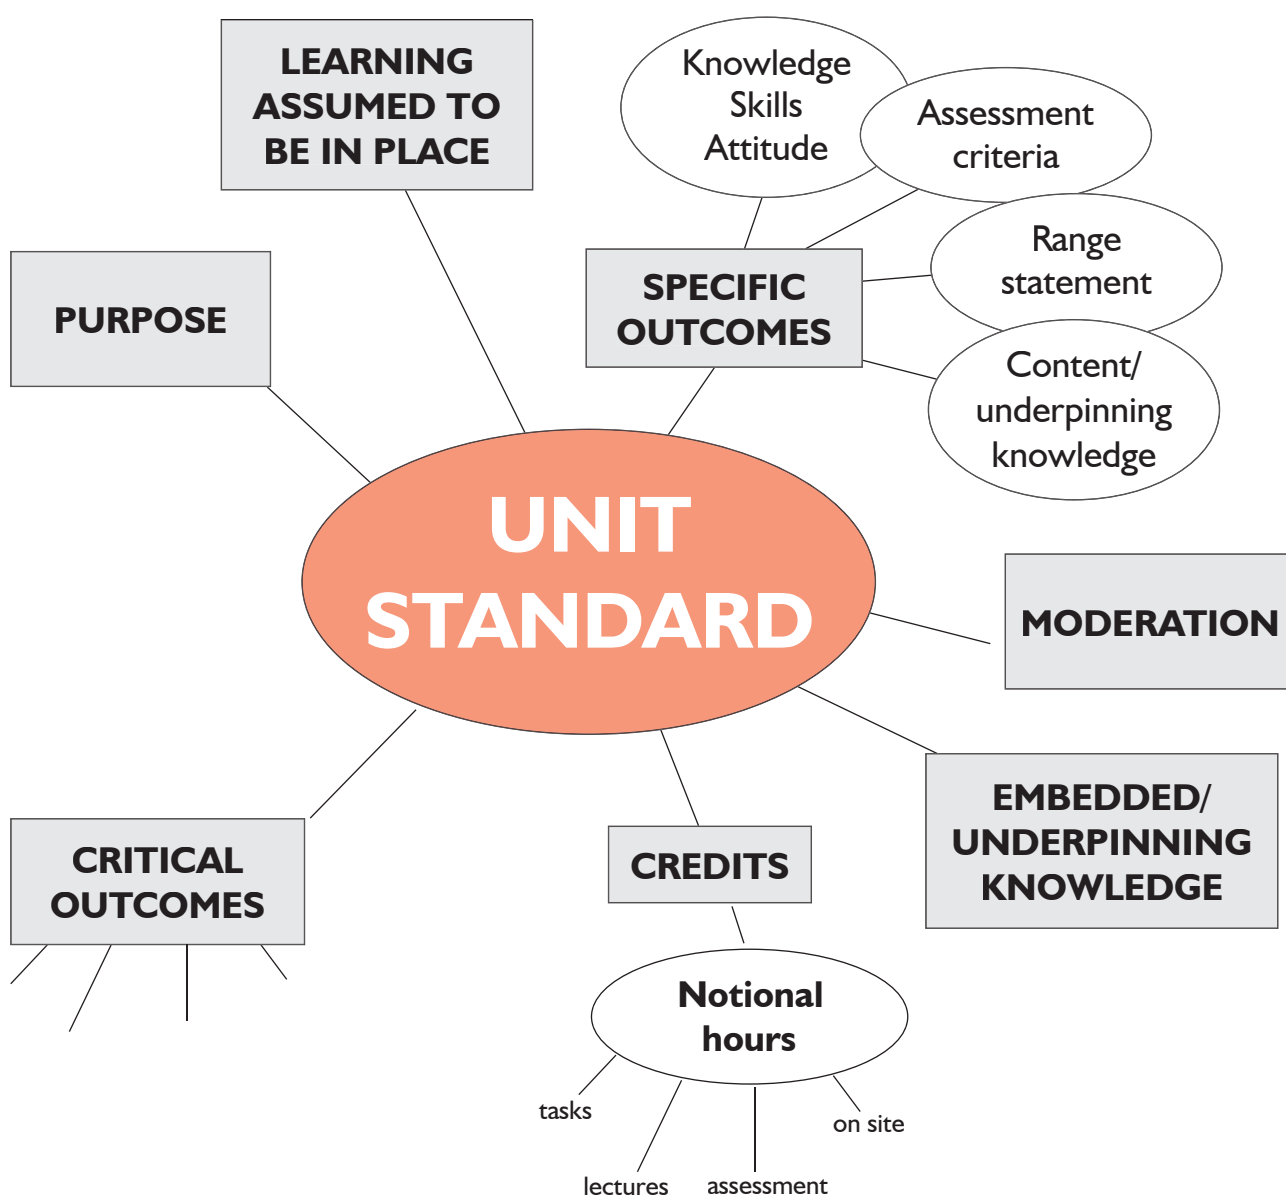 LEARNING
ASSUMED TO
BE IN PLACE
Knowledge
Skills
Attitude
Assessment
criteria
Range
statement
Content/
underpinning
knowledge
SPECIFIC
OUTCOMES
PURPOSE
UNIT
STANDARD
MODERATION
EMBEDDED/
UNDERPINNING
KNOWLEDGE
CREDITS
CRITICAL
OUTCOMES
Notional
hours
tasks
lectures
assessment
on site